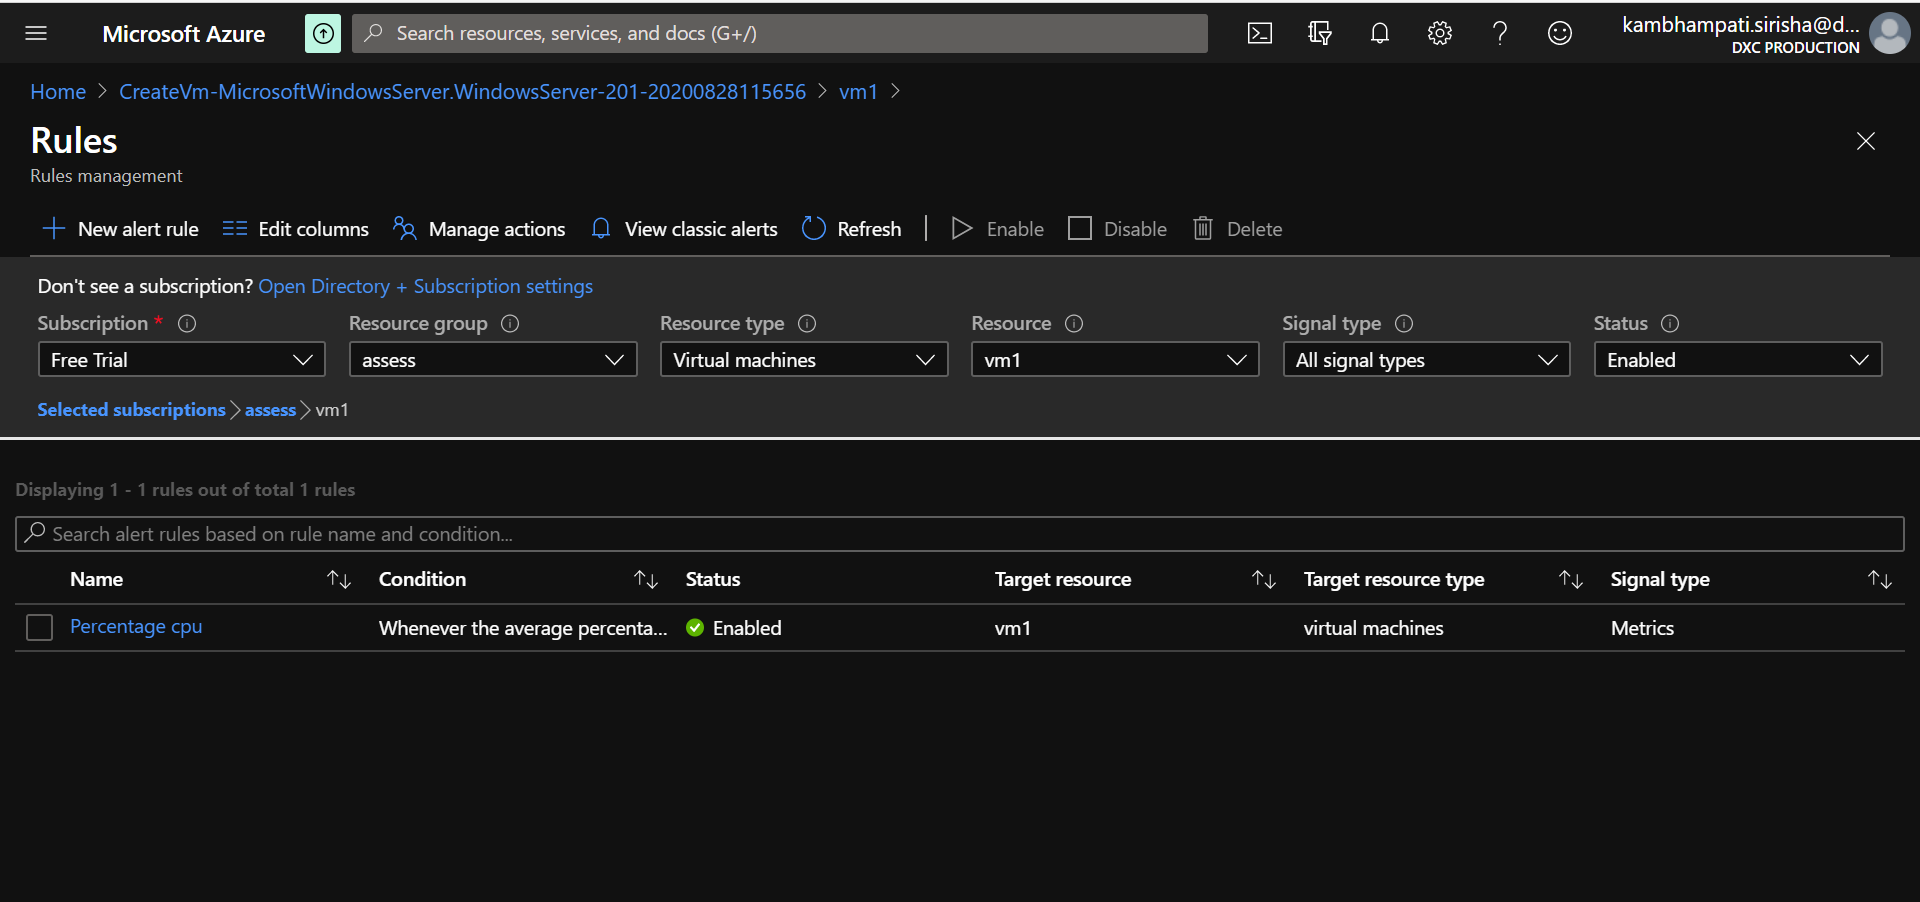 Microsoft Azure
Search resources, services, and docs (G+/)
kambhampati.sirisha@d...
DXC PRODUCTION
Home > CreateVm-MicrosoftWindowsServer.WindowsServer-201-20200828115656 > vm1 >
Rules
Rules management
New alert rule Edit columns Manage actions View classic alerts Refresh | Enable Disable Delete
Don't see a subscription? Open Directory + Subscription settings
Subscription * Resource group Resource type Resource Signal type Status
Free Trial assess Virtual machines vm1 All signal types Enabled
Selected subscriptions > assess > vm1
Displaying 1 - 1 rules out of total 1 rules
Search alert rules based on rule name and condition...
Name Condition Status Target resource Target resource type Signal type
Percentage cpu Whenever the average percenta... Enabled vm1 virtual machines Metrics